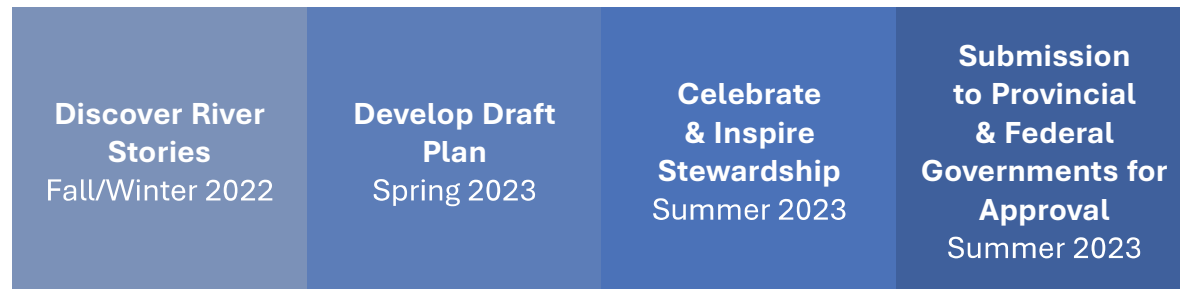 Discover River
Stories
Fall/Winter 2022
Develop Draft
Plan
Spring 2023
Celebrate
& Inspire
Stewardship
Summer 2023
Submission
to Provincial
& Federal
Governments for
Approval
Summer 2023